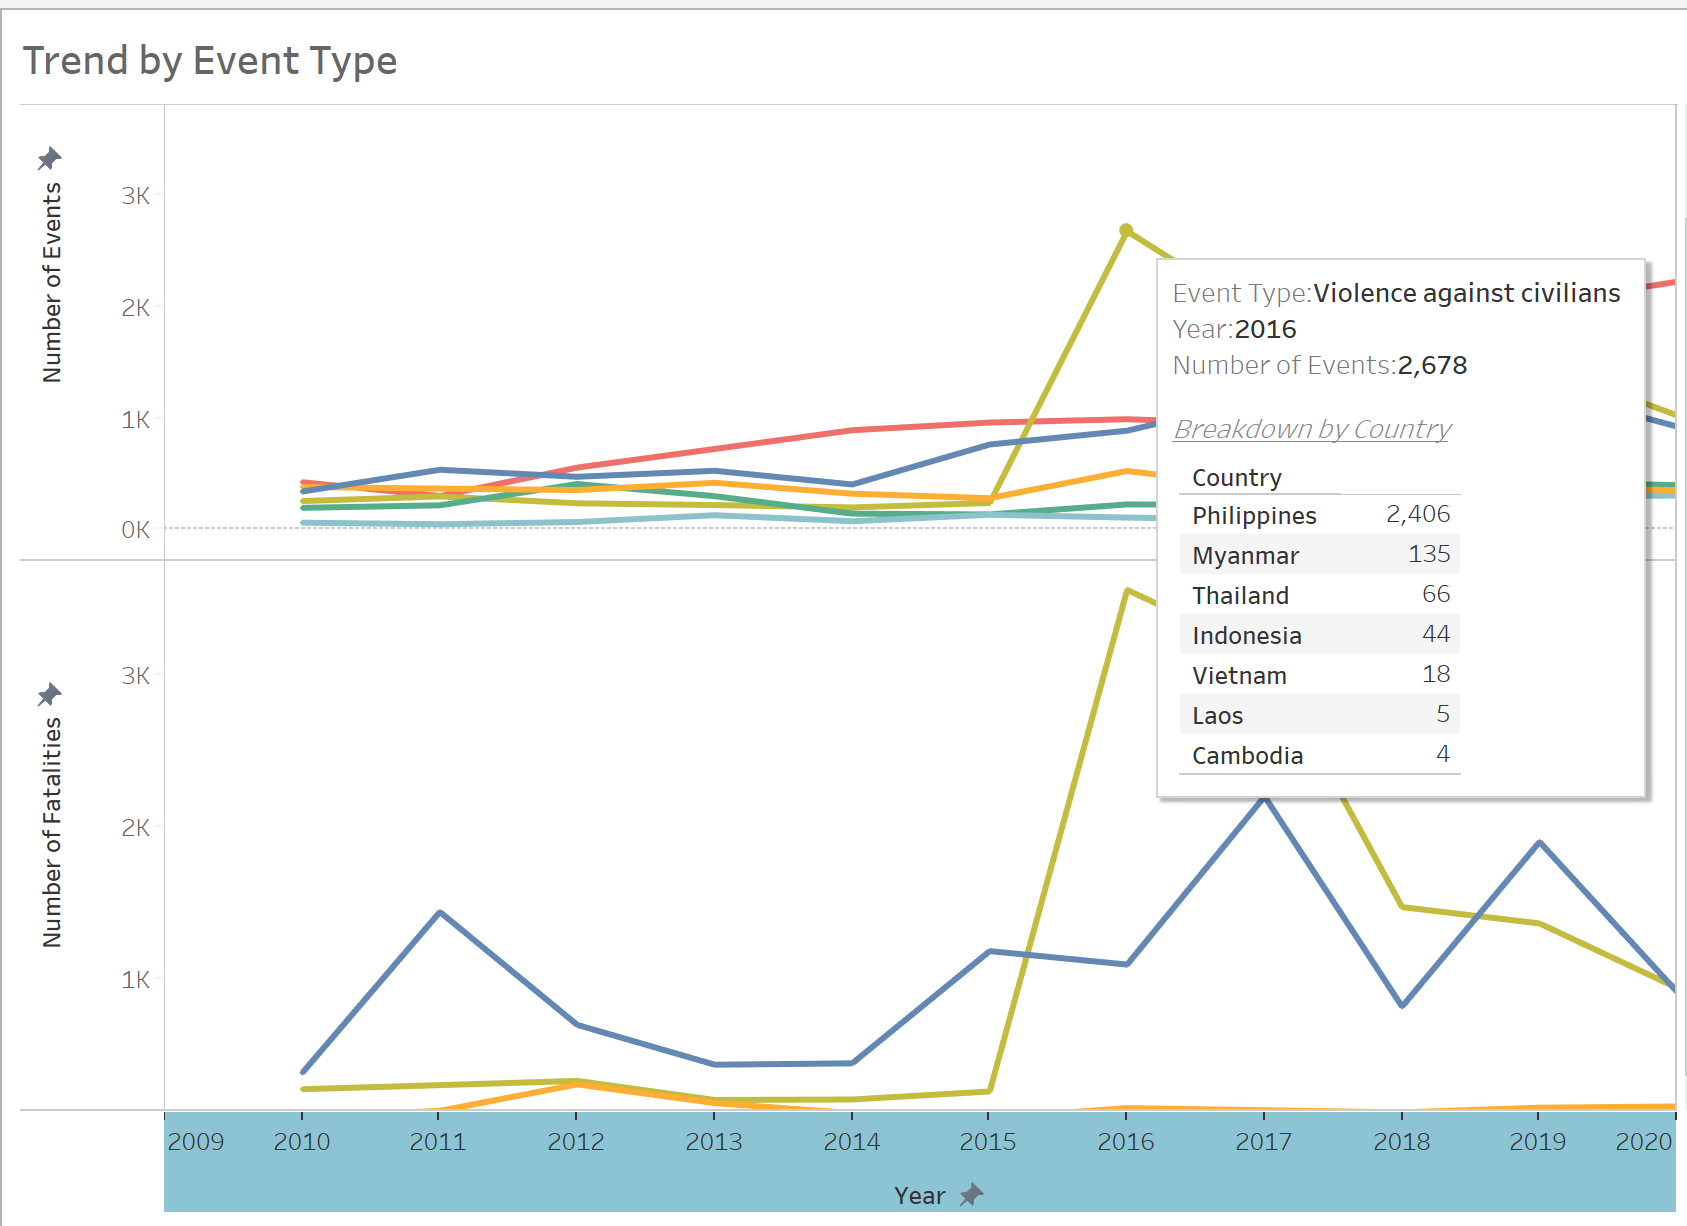 Trend by Event Type
Number of Events
3K
2K
1K
0K
Event Type:Violence against civilians
Year:2016
Number of Events:2,678
Breakdown by Country
Country
Philippines 2,406
Myanmar 135
Thailand 66
Indonesia 44
Vietnam 18
Laos 5
Cambodia 4
Number of Fatalities
3K
2K
1K
2009 2010 2011 2012 2013 2014 2015 2016 2017 2018 2019 2020
Year